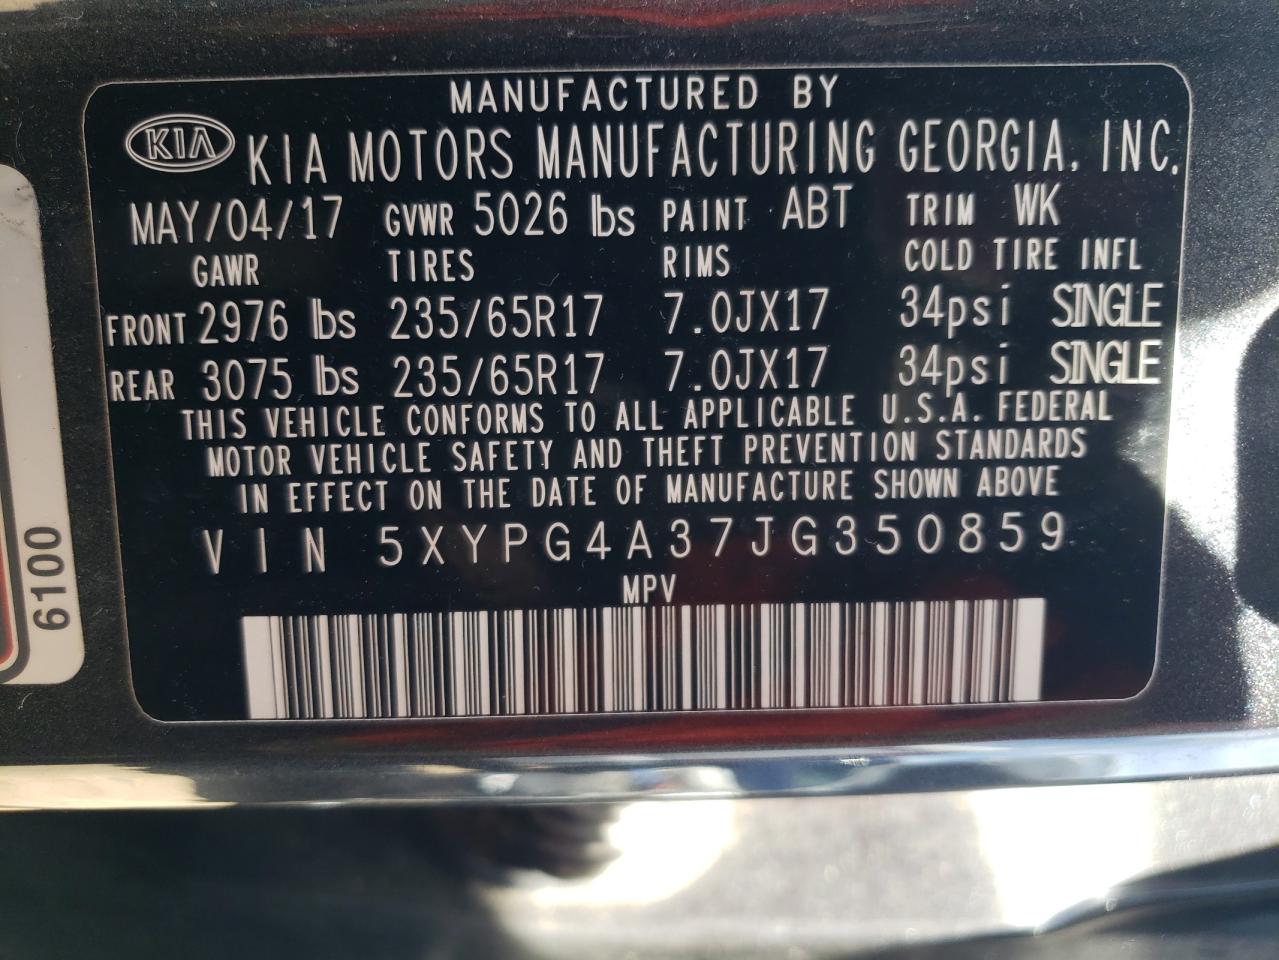 MANUFACTURED BY
KIA KIA MOTORS MANUFACTURING GEORGIA, INC.
MAY/04/17 GVWR 5026 lbs PAINT ABT TRIM WK
GAWR TIRES RIMS COLD TIRE INFL
FRONT 2976 lbs 235/65R17 7.0JX17 34psi SINGLE
REAR 3075 lbs 235/65R17 7.0JX17 34psi SINGLE
THIS VEHICLE CONFORMS TO ALL APPLICABLE U.S.A. FEDERAL
MOTOR VEHICLE SAFETY AND THEFT PREVENTION STANDARDS
IN EFFECT ON THE DATE OF MANUFACTURE SHOWN ABOVE
VIN 5XYPG4A37JG350859
MPV
6100